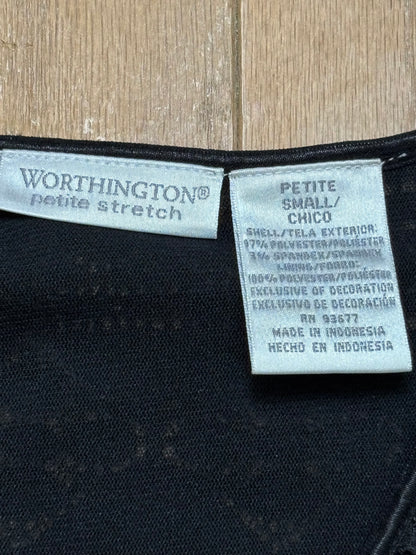 WORTHINGTON®
petite stretch
PETITE
SMALL/
CHICO
SHELL/TELA EXTERIOR:
97% POLYESTER/POLIÉSTER
3% SPANDEX/SPANDEX
LINING/FORRO:
100% POLYESTER/POLIÉSTER
EXCLUSIVE OF DECORATION
EXCLUSIVO DE DECORACIÓN
RN 93677
MADE IN INDONESIA
HECHO EN INDONESIA